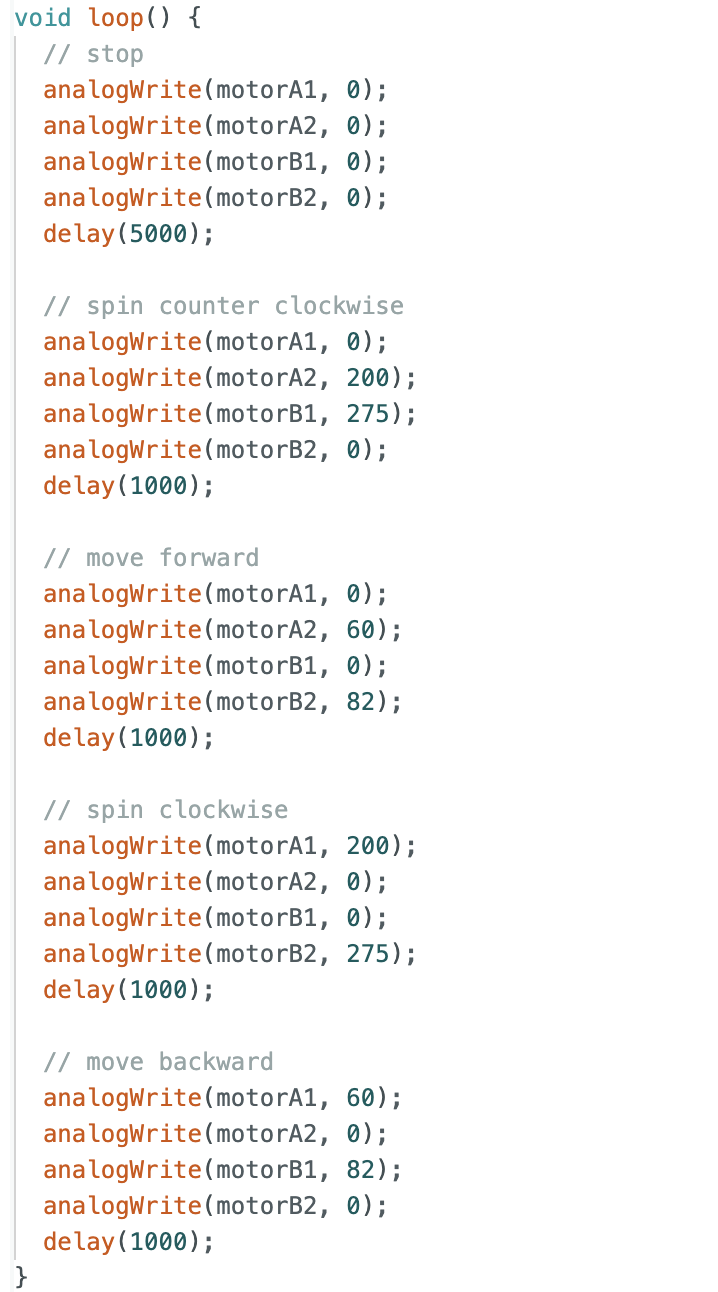 void loop() {
  // stop
  analogWrite(motorA1, 0);
  analogWrite(motorA2, 0);
  analogWrite(motorB1, 0);
  analogWrite(motorB2, 0);
  delay(5000);

  // spin counter clockwise
  analogWrite(motorA1, 0);
  analogWrite(motorA2, 200);
  analogWrite(motorB1, 275);
  analogWrite(motorB2, 0);
  delay(1000);

  // move forward
  analogWrite(motorA1, 0);
  analogWrite(motorA2, 60);
  analogWrite(motorB1, 0);
  analogWrite(motorB2, 82);
  delay(1000);

  // spin clockwise
  analogWrite(motorA1, 200);
  analogWrite(motorA2, 0);
  analogWrite(motorB1, 0);
  analogWrite(motorB2, 275);
  delay(1000);

  // move backward
  analogWrite(motorA1, 60);
  analogWrite(motorA2, 0);
  analogWrite(motorB1, 82);
  analogWrite(motorB2, 0);
  delay(1000);
}